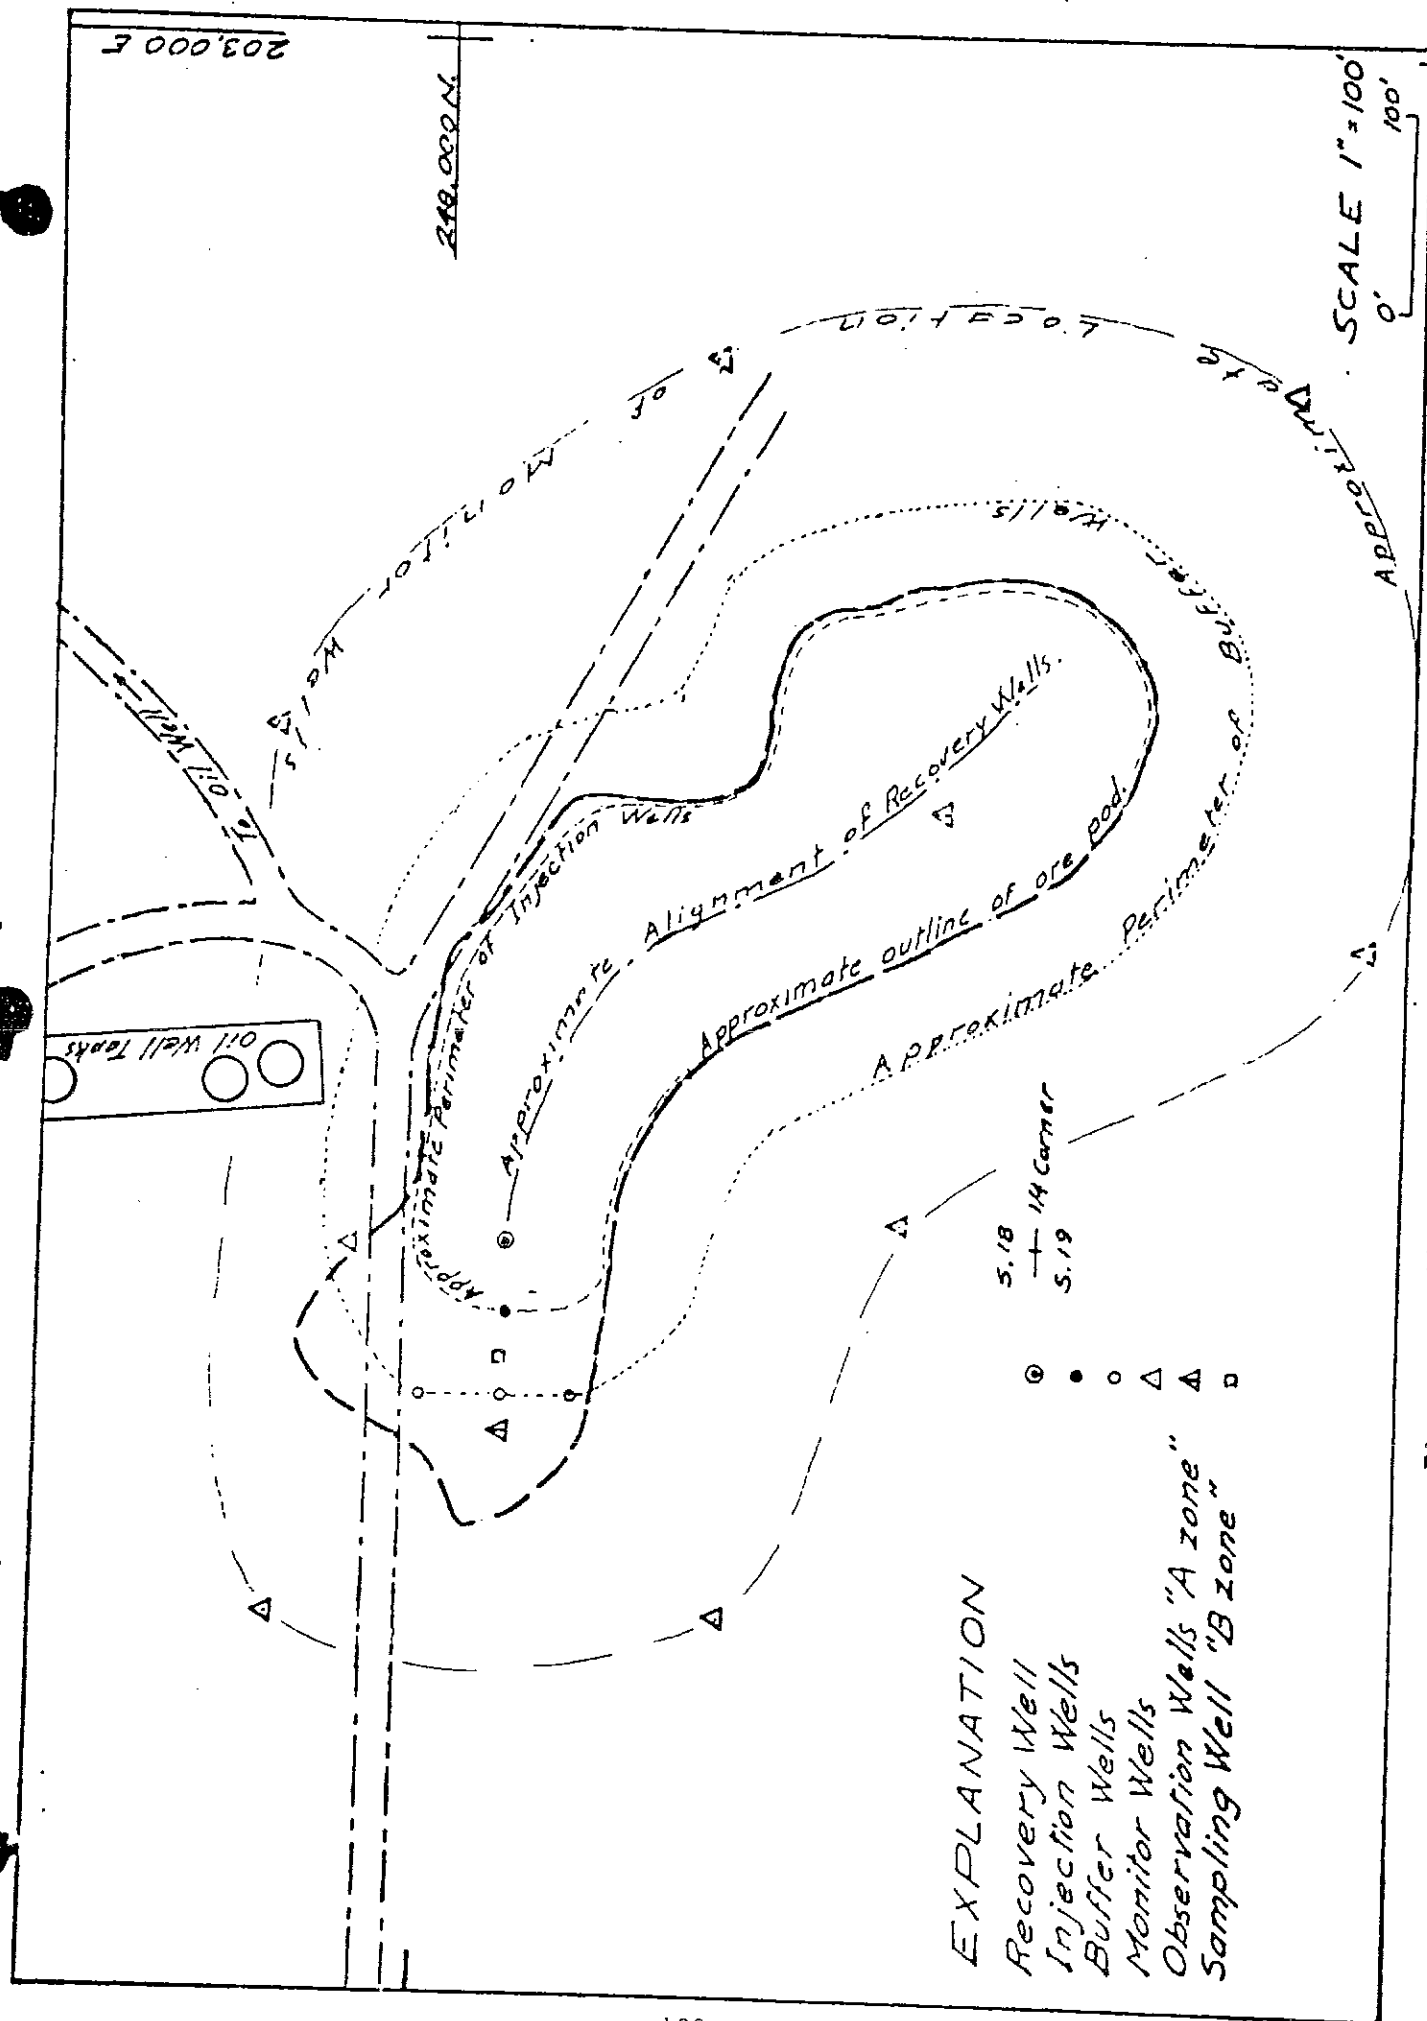 203,000 E
248,000 N.
SCALE 1" = 100'
0' 100'
To Oil Well
Oil Well Tanks
Approximate Location of Monitor Wells
Approximate Perimeter of Buffer Wells
Approximate Perimeter of Injection Wells
Approximate Alignment of Recovery Wells.
Approximate outline of ore pod.
S.18
1/4 Corner
S.19
EXPLANATION
Recovery Well
Injection Wells
Buffer Wells
Monitor Wells
Observation Wells "A zone"
Sampling Well "B zone"